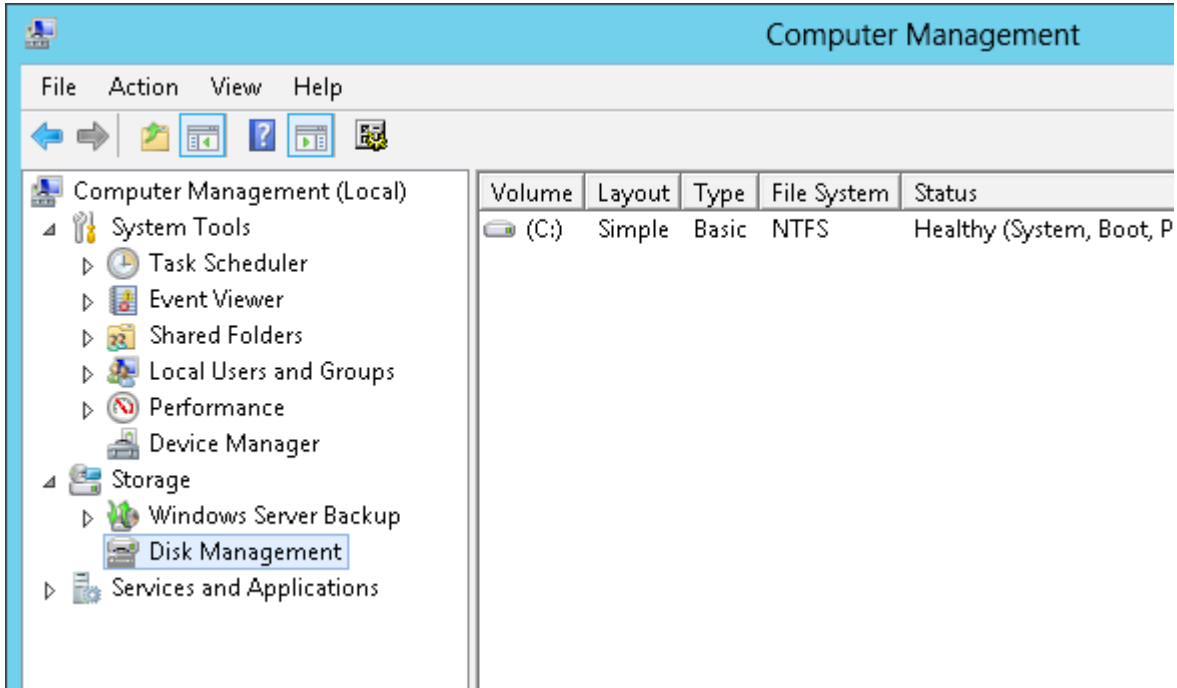 Computer Management
File Action View Help
Computer Management (Local)
System Tools
Task Scheduler
Event Viewer
Shared Folders
Local Users and Groups
Performance
Device Manager
Storage
Windows Server Backup
Disk Management
Services and Applications
Volume Layout Type File System Status
(C:) Simple Basic NTFS Healthy (System, Boot, P